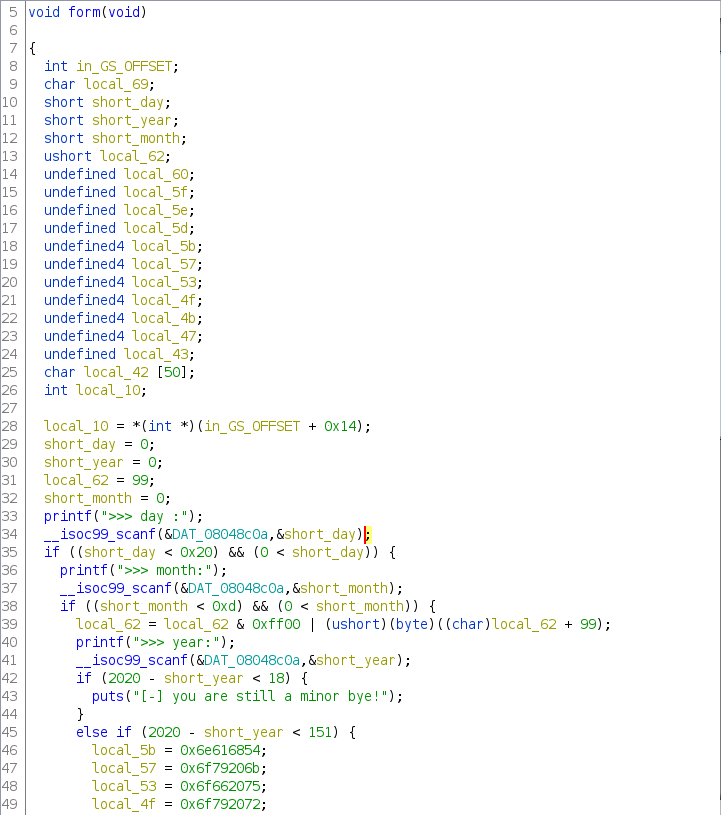 5 void form(void)
6
7 {
8 int in_GS_OFFSET;
9 char local_69;
10 short short_day;
11 short short_year;
12 short short_month;
13 ushort local_62;
14 undefined local_60;
15 undefined local_5f;
16 undefined local_5e;
17 undefined local_5d;
18 undefined4 local_5b;
19 undefined4 local_57;
20 undefined4 local_53;
21 undefined4 local_4f;
22 undefined4 local_4b;
23 undefined4 local_47;
24 undefined local_43;
25 char local_42 [50];
26 int local_10;
27
28 local_10 = *(int *)(in_GS_OFFSET + 0x14);
29 short_day = 0;
30 short_year = 0;
31 local_62 = 99;
32 short_month = 0;
33 printf(">>> day :");
34 __isoc99_scanf(&DAT_08048c0a,&short_day);
35 if ((short_day < 0x20) && (0 < short_day)) {
36 printf(">>> month:");
37 __isoc99_scanf(&DAT_08048c0a,&short_month);
38 if ((short_month < 0xd) && (0 < short_month)) {
39 local_62 = local_62 & 0xff00 | (ushort)(byte)((char)local_62 + 99);
40 printf(">>> year:");
41 __isoc99_scanf(&DAT_08048c0a,&short_year);
42 if (2020 - short_year < 18) {
43 puts("[-] you are still a minor bye!");
44 }
45 else if (2020 - short_year < 151) {
46 local_5b = 0x6e616854;
47 local_57 = 0x6f79206b;
48 local_53 = 0x6f662075;
49 local_4f = 0x6f792072;